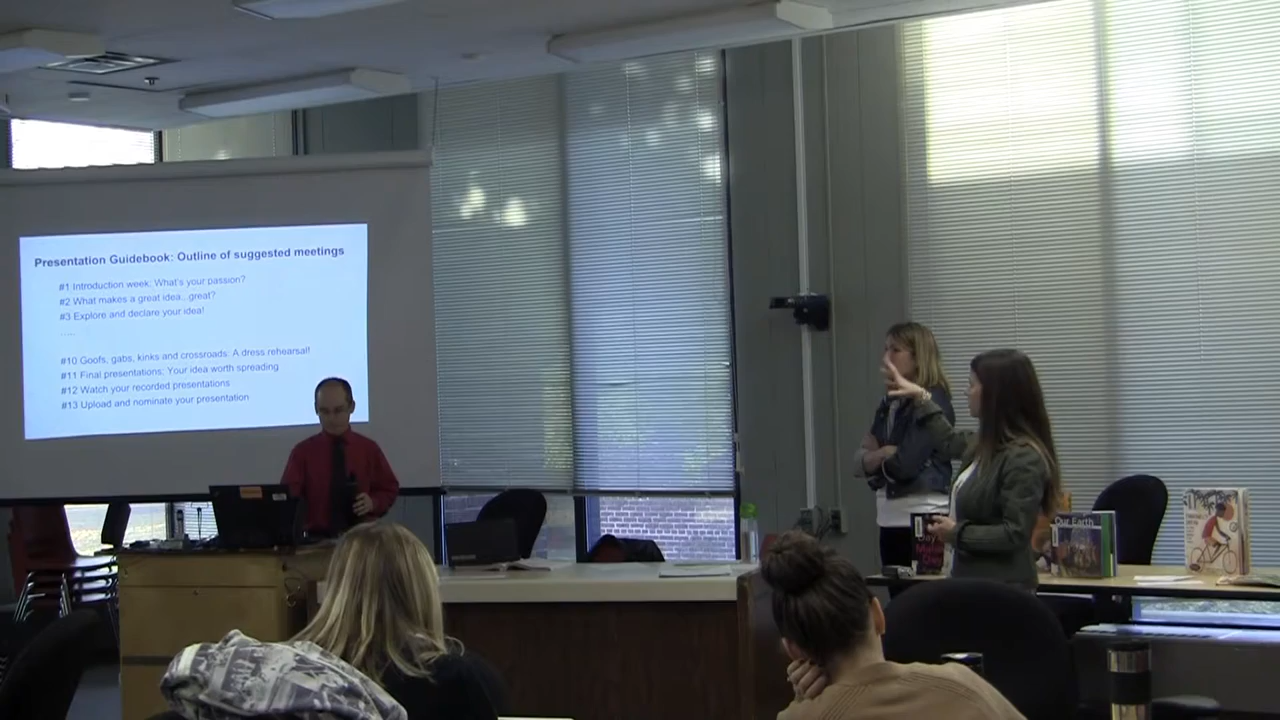 Presentation Guidebook: Outline of suggested meetings
#1 Introduction week: What's your passion?
#2 What makes a great idea...great?
#3 Explore and declare your idea!
.....
#10 Goofs, gabs, kinks and crossroads: A dress rehearsal!
#11 Final presentations: Your idea worth spreading
#12 Watch your recorded presentations
#13 Upload and nominate your presentation
Our Earth